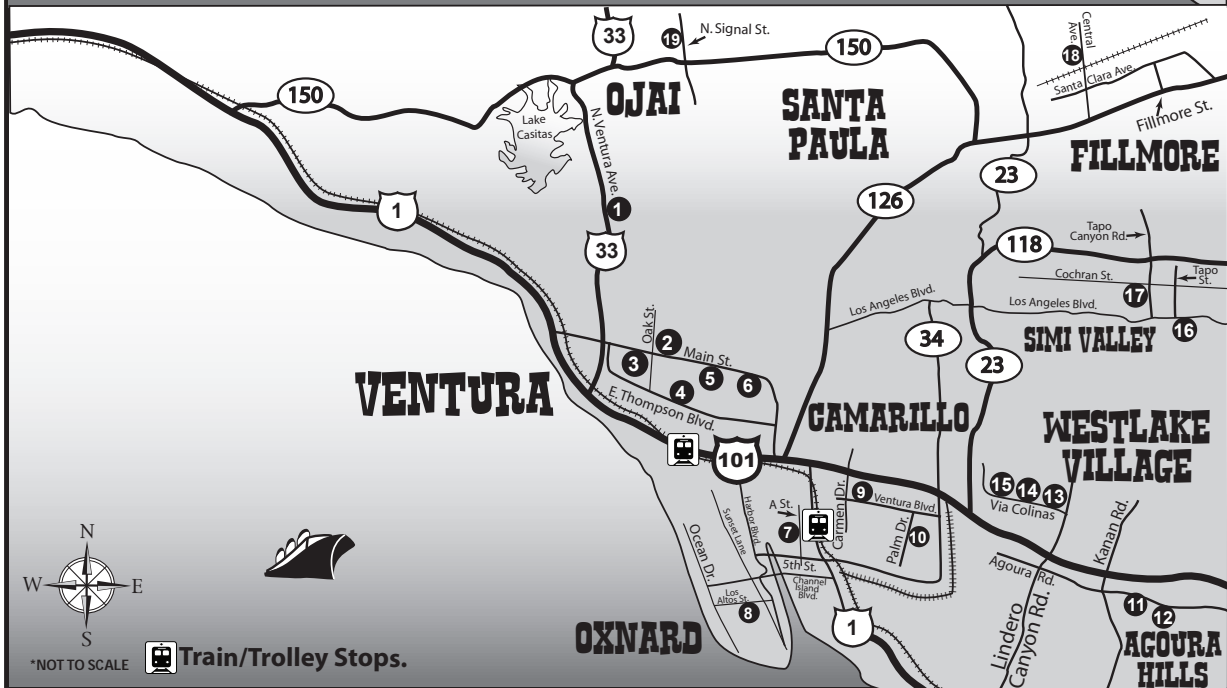 33
19
N. Signal St.
150
Central
Ave.
18
Santa Clara Ave.
Fillmore St.
150
OJAI
SANTA
PAULA
FILLMORE
Lake
Casitas
N. Ventura Ave.
1
33
1
126
23
Tapo
Canyon Rd.
118
Cochran St.
Tapo
St.
17
16
Los Angeles Blvd.
Los Angeles Blvd.
SIMI VALLEY
34
23
Oak St.
2
Main St.
3
5
6
4
E. Thompson Blvd.
VENTURA
CAMARILLO
WESTLAKE
VILLAGE
101
15
14
13
Via Colinas
9
Ventura Blvd.
Carmen Dr.
Palm Dr.
10
A St.
7
Harbor Blvd.
Sunset Lane
Ocean Dr.
5th St.
Channel
Island
Blvd.
Los
Altos St.
8
Kanan Rd.
Agoura Rd.
Lindero
Canyon Rd.
11
12
AGOURA
HILLS
1
OXNARD
N
W
E
S
*NOT TO SCALE
Train/Trolley Stops.